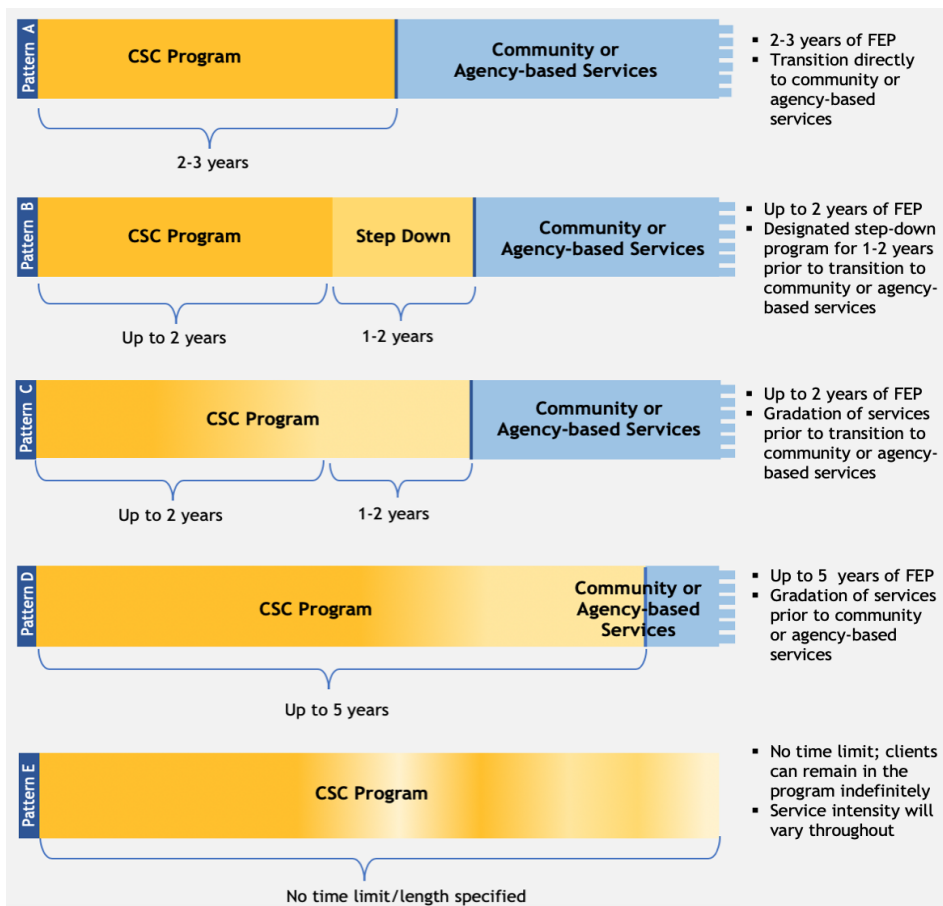 Pattern A
CSC Program
Community or
Agency-based Services
2-3 years
▪ 2-3 years of FEP
▪ Transition directly
to community or
agency-based
services
Pattern B
CSC Program
Step Down
Community or
Agency-based Services
Up to 2 years
1-2 years
▪ Up to 2 years of FEP
▪ Designated step-down
program for 1-2 years
prior to transition to
community or agency-
based services
Pattern C
CSC Program
Community or
Agency-based Services
Up to 2 years
1-2 years
▪ Up to 2 years of FEP
▪ Gradation of services
prior to transition to
community or agency-
based services
Pattern D
CSC Program
Community or
Agency-based
Services
Up to 5 years
▪ Up to 5 years of FEP
▪ Gradation of services
prior to community
or agency-based
services
Pattern E
CSC Program
No time limit/length specified
▪ No time limit; clients
can remain in the
program indefinitely
▪ Service intensity will
vary throughout